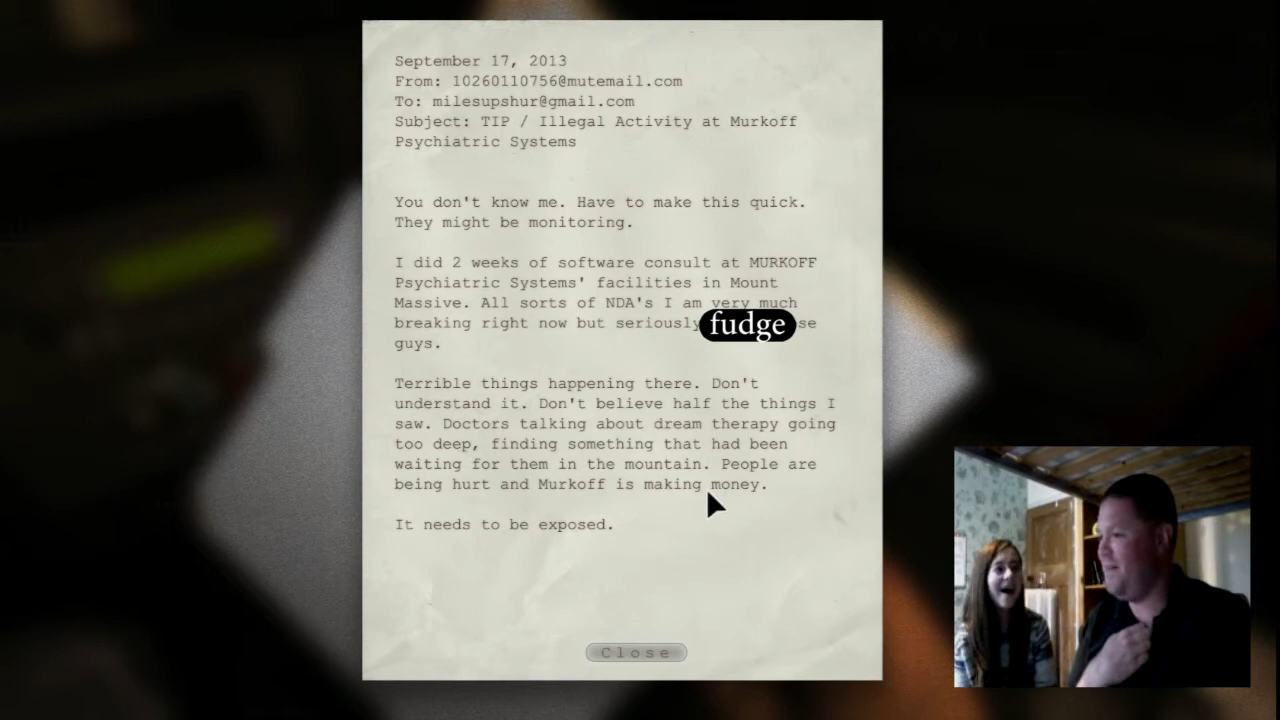 September 17, 2013
From: 10260110756@mutemail.com
To: milesupshur@gmail.com
Subject: TIP / Illegal Activity at Murkoff
Psychiatric Systems
You don't know me. Have to make this quick.
They might be monitoring.
I did 2 weeks of software consult at MURKOFF
Psychiatric Systems' facilities in Mount
Massive. All sorts of NDA's I am very much
breaking right now but seriously fudge se
guys.
Terrible things happening there. Don't
understand it. Don't believe half the things I
saw. Doctors talking about dream therapy going
too deep, finding something that had been
waiting for them in the mountain. People are
being hurt and Murkoff is making money.
It needs to be exposed.
Close